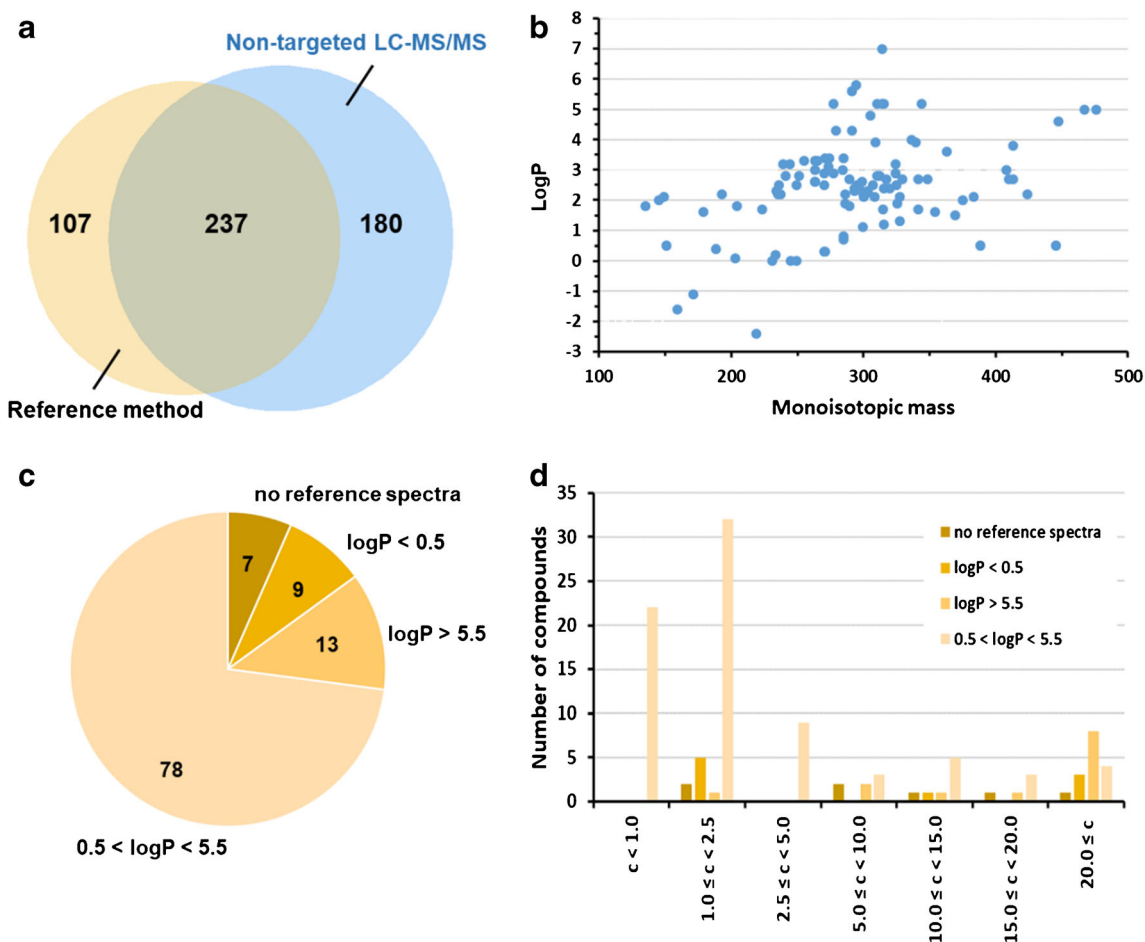 a
Non-targeted LC-MS/MS
107
237
180
Reference method
b
8
7
6
5
4
3
2
1
0
-1
-2
-3
LogP
100
200
300
400
500
Monoisotopic mass
c
no reference spectra
logP < 0.5
logP > 5.5
7
9
13
78
0.5 < logP < 5.5
d
35
30
25
20
15
10
5
0
Number of compounds
no reference spectra
logP < 0.5
logP > 5.5
0.5 < logP < 5.5
c < 1.0
1.0 ≤ c < 2.5
2.5 ≤ c < 5.0
5.0 ≤ c < 10.0
10.0 ≤ c < 15.0
15.0 ≤ c < 20.0
20.0 ≤ c